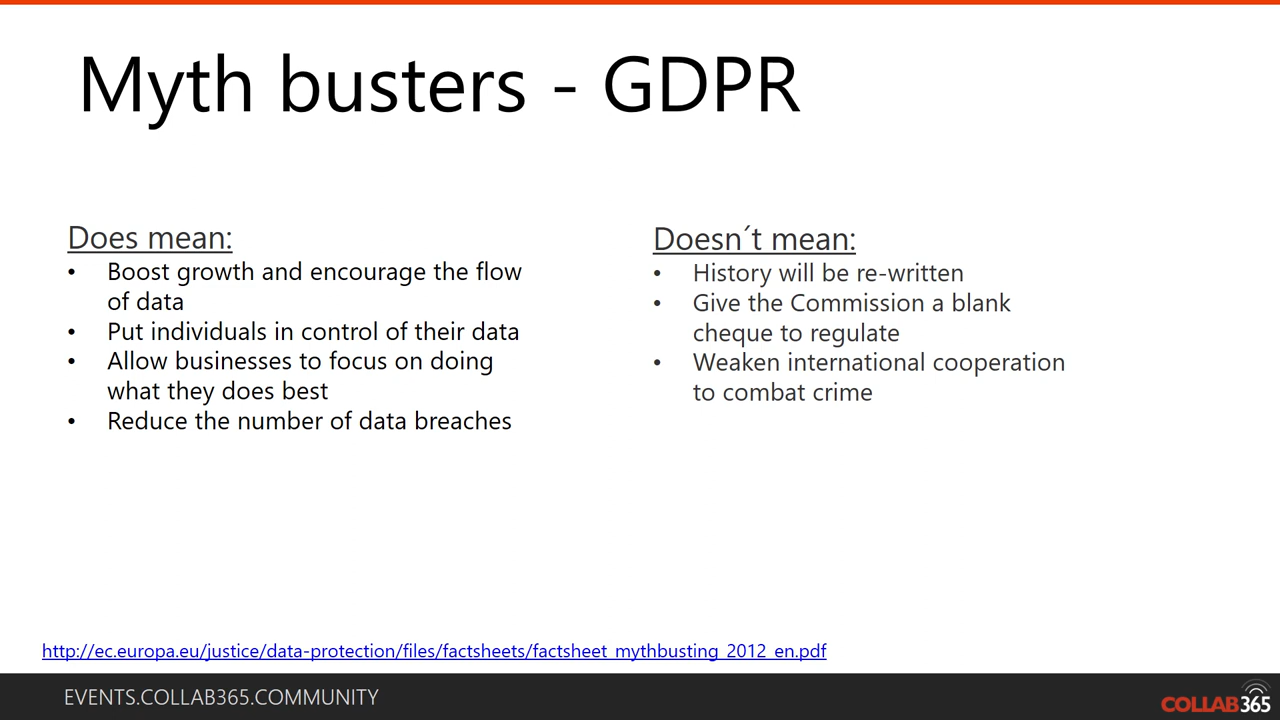 Myth busters - GDPR
Does mean:
• Boost growth and encourage the flow
of data
• Put individuals in control of their data
• Allow businesses to focus on doing
what they does best
• Reduce the number of data breaches
Doesn´t mean:
• History will be re-written
• Give the Commission a blank
cheque to regulate
• Weaken international cooperation
to combat crime
http://ec.europa.eu/justice/data-protection/files/factsheets/factsheet_mythbusting_2012_en.pdf
EVENTS.COLLAB365.COMMUNITY
COLLAB365